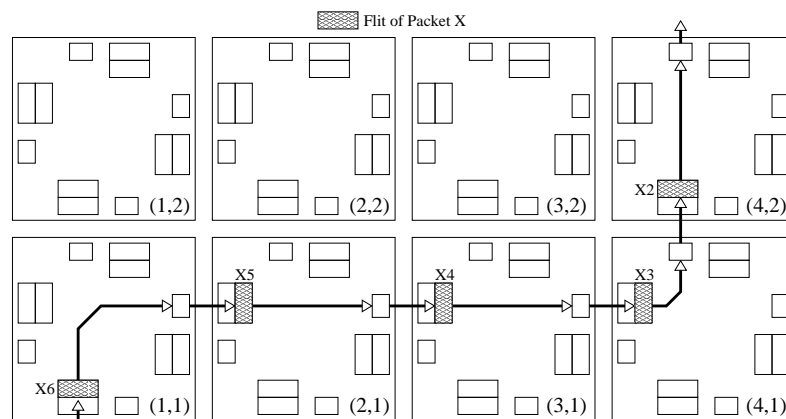 Flit of Packet X
(1,2)
(2,2)
(3,2)
X2
(4,2)
X5
X4
X3
X6
(1,1)
(2,1)
(3,1)
(4,1)